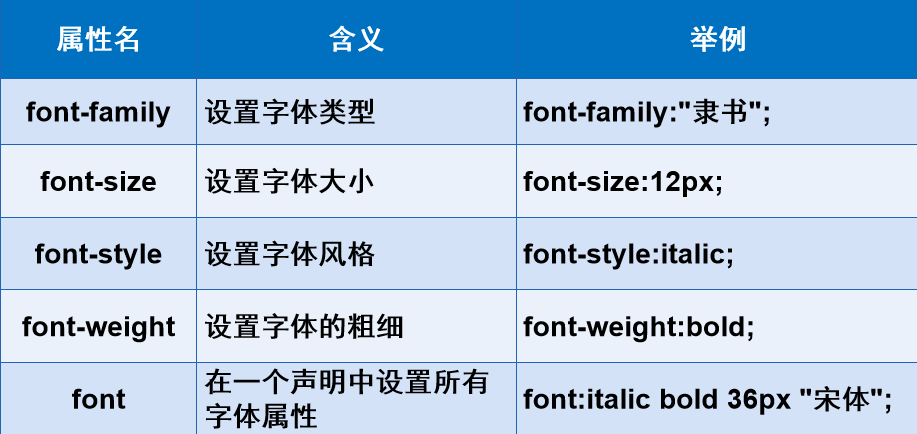 属性名 含义 举例
font-family 设置字体类型 font-family:"隶书";
font-size 设置字体大小 font-size:12px;
font-style 设置字体风格 font-style:italic;
font-weight 设置字体的粗细 font-weight:bold;
font 在一个声明中设置所有
字体属性 font:italic bold 36px "宋体";